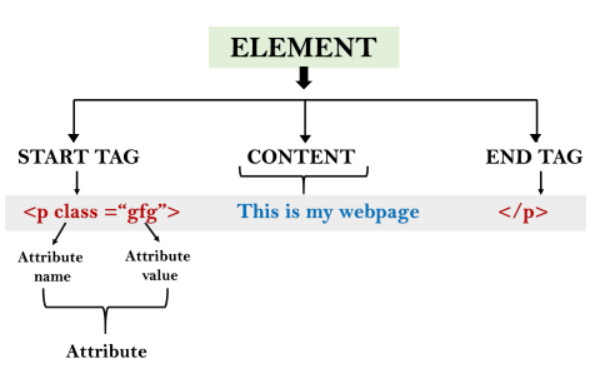 ELEMENT
START TAG CONTENT END TAG
<p class =“gfg”> This is my webpage </p>
Attribute name
Attribute value
Attribute